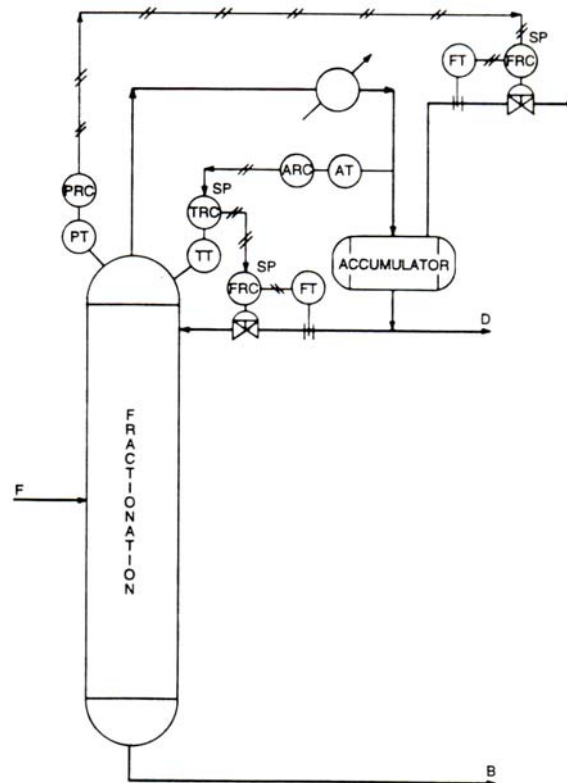 SP
FT
FRC
PRC
ARC
AT
SP
TRC
PT
TT
SP
ACCUMULATOR
FRC
FT
D
FRACTIONATION
F
B